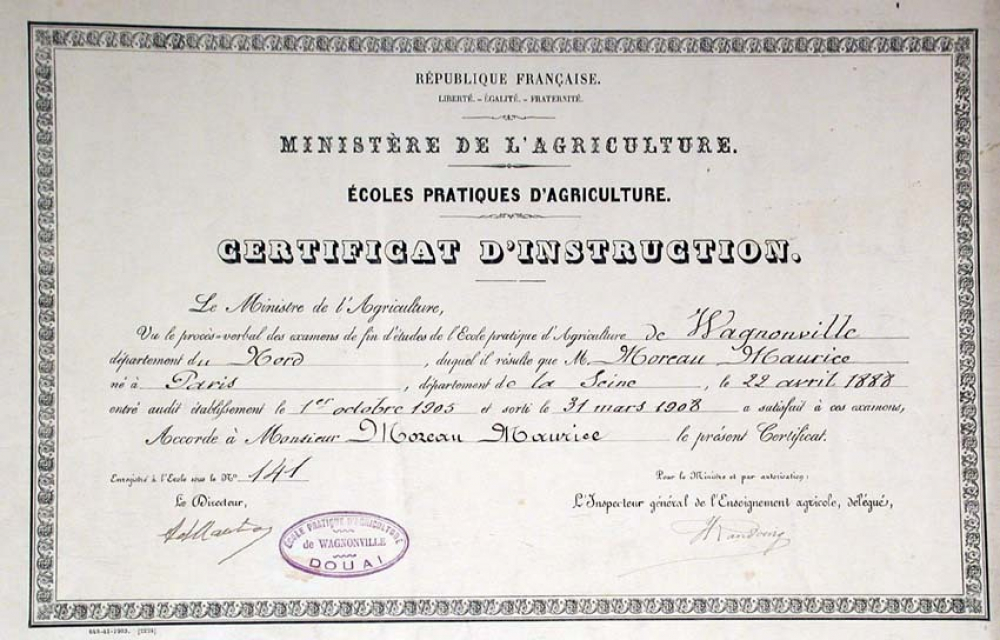 RÉPUBLIQUE FRANÇAISE.
LIBERTÉ. – ÉGALITÉ. – FRATERNITÉ.
MINISTÈRE DE L'AGRICULTURE.
ÉCOLES PRATIQUES D'AGRICULTURE.
CERTIFICAT D'INSTRUCTION.
Le Ministre de l'Agriculture,
Vu le procès-verbal des examens de fin d'études de l'Ecole pratique d'Agriculture de Wagnonville
département du Nord, duquel il résulte que M. Moreau Maurice
né à Paris, département de la Seine, le 22 avril 1888
entré audit établissement le 1er octobre 1905 et sorti le 31 mars 1908 a satisfait à ces examens,
Accorde à Monsieur Moreau Maurice le présent Certificat.
Enregistré à l'Ecole sous le No 141
Pour le Ministre et par autorisation:
Le Directeur,
L'Inspecteur général de l'Enseignement agricole, délégué,
ÉCOLE PRATIQUE D'AGRICULTURE
de WAGNONVILLE
DOUAI